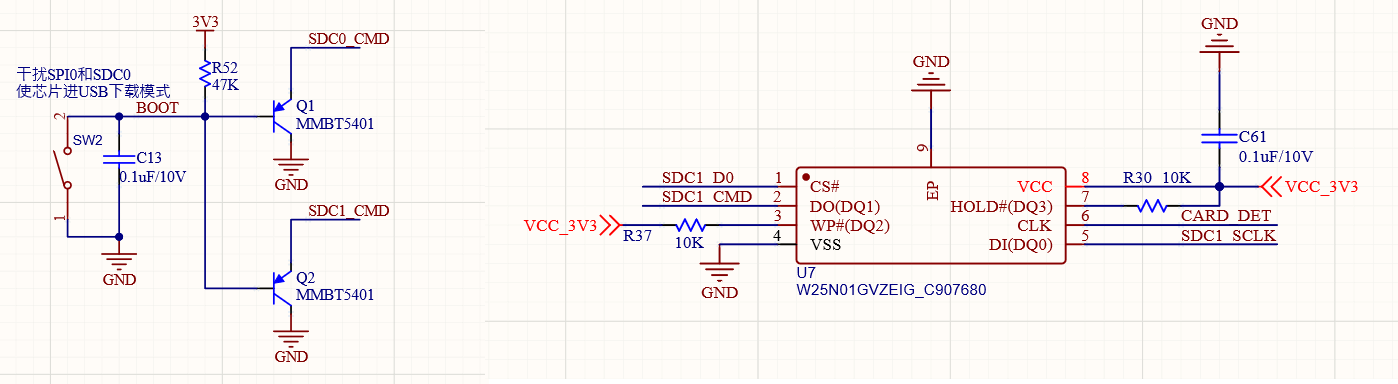 3V3
SDC0_CMD
干扰SPI0和SDC0
使芯片进USB下载模式
R52
47K
BOOT
Q1
MMBT5401
2
SW2
C13
0.1uF/10V
GND
1
GND
SDC1_CMD
Q2
MMBT5401
GND
GND
GND
C61
0.1uF/10V
9
SDC1_D0
1
CS#
EP
VCC
8
R30
10K
VCC_3V3
SDC1_CMD
2
DO(DQ1)
HOLD#(DQ3)
7
VCC_3V3
R37
10K
3
WP#(DQ2)
CLK
6
CARD_DET
4
VSS
DI(DQ0)
5
SDC1_SCLK
GND
U7
W25N01GVZEIG_C907680